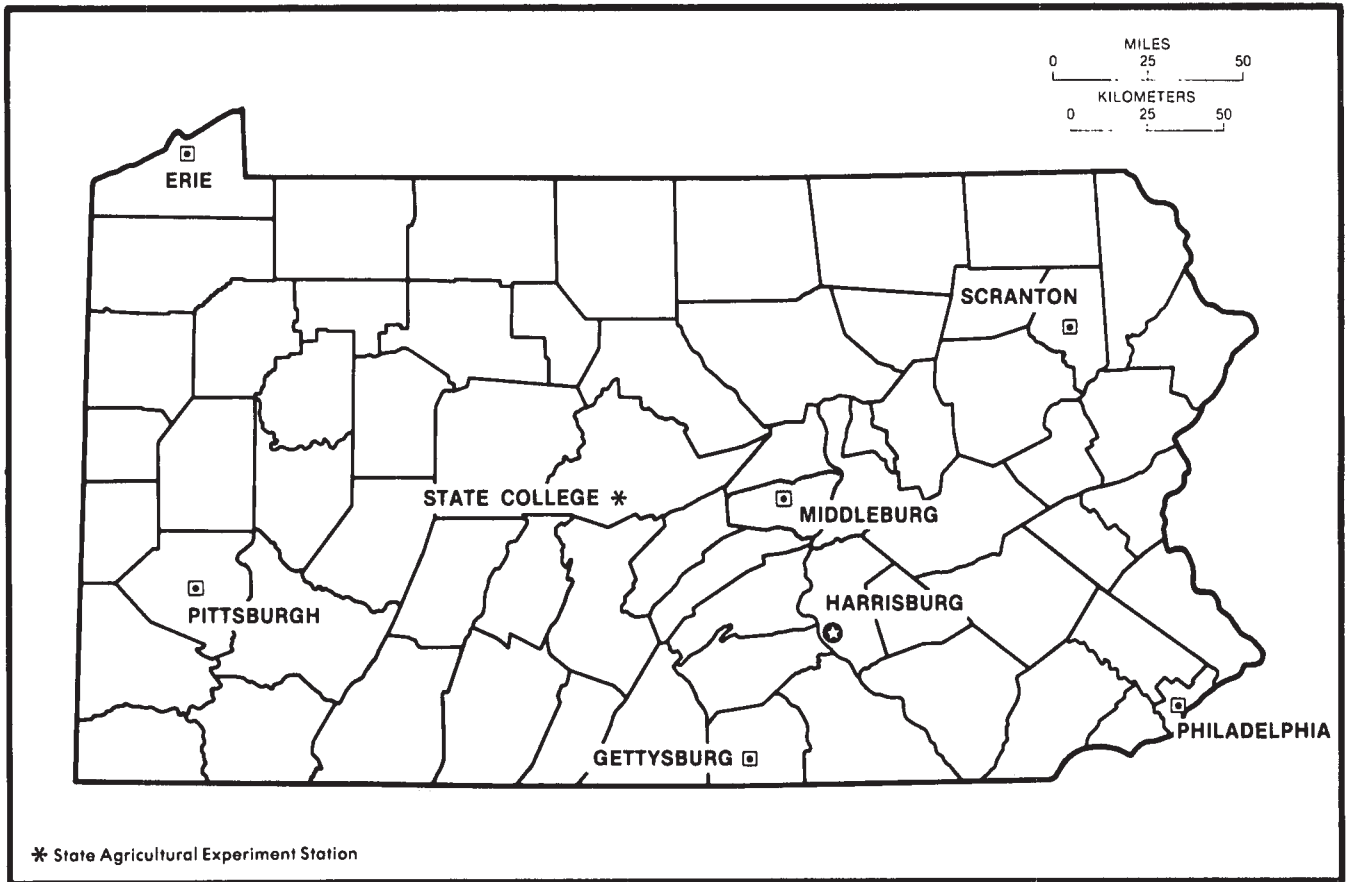 MILES
0 25 50
KILOMETERS
0 25 50
ERIE
SCRANTON
STATE COLLEGE *
MIDDLEBURG
HARRISBURG
PITTSBURGH
PHILADELPHIA
GETTYSBURG
* State Agricultural Experiment Station